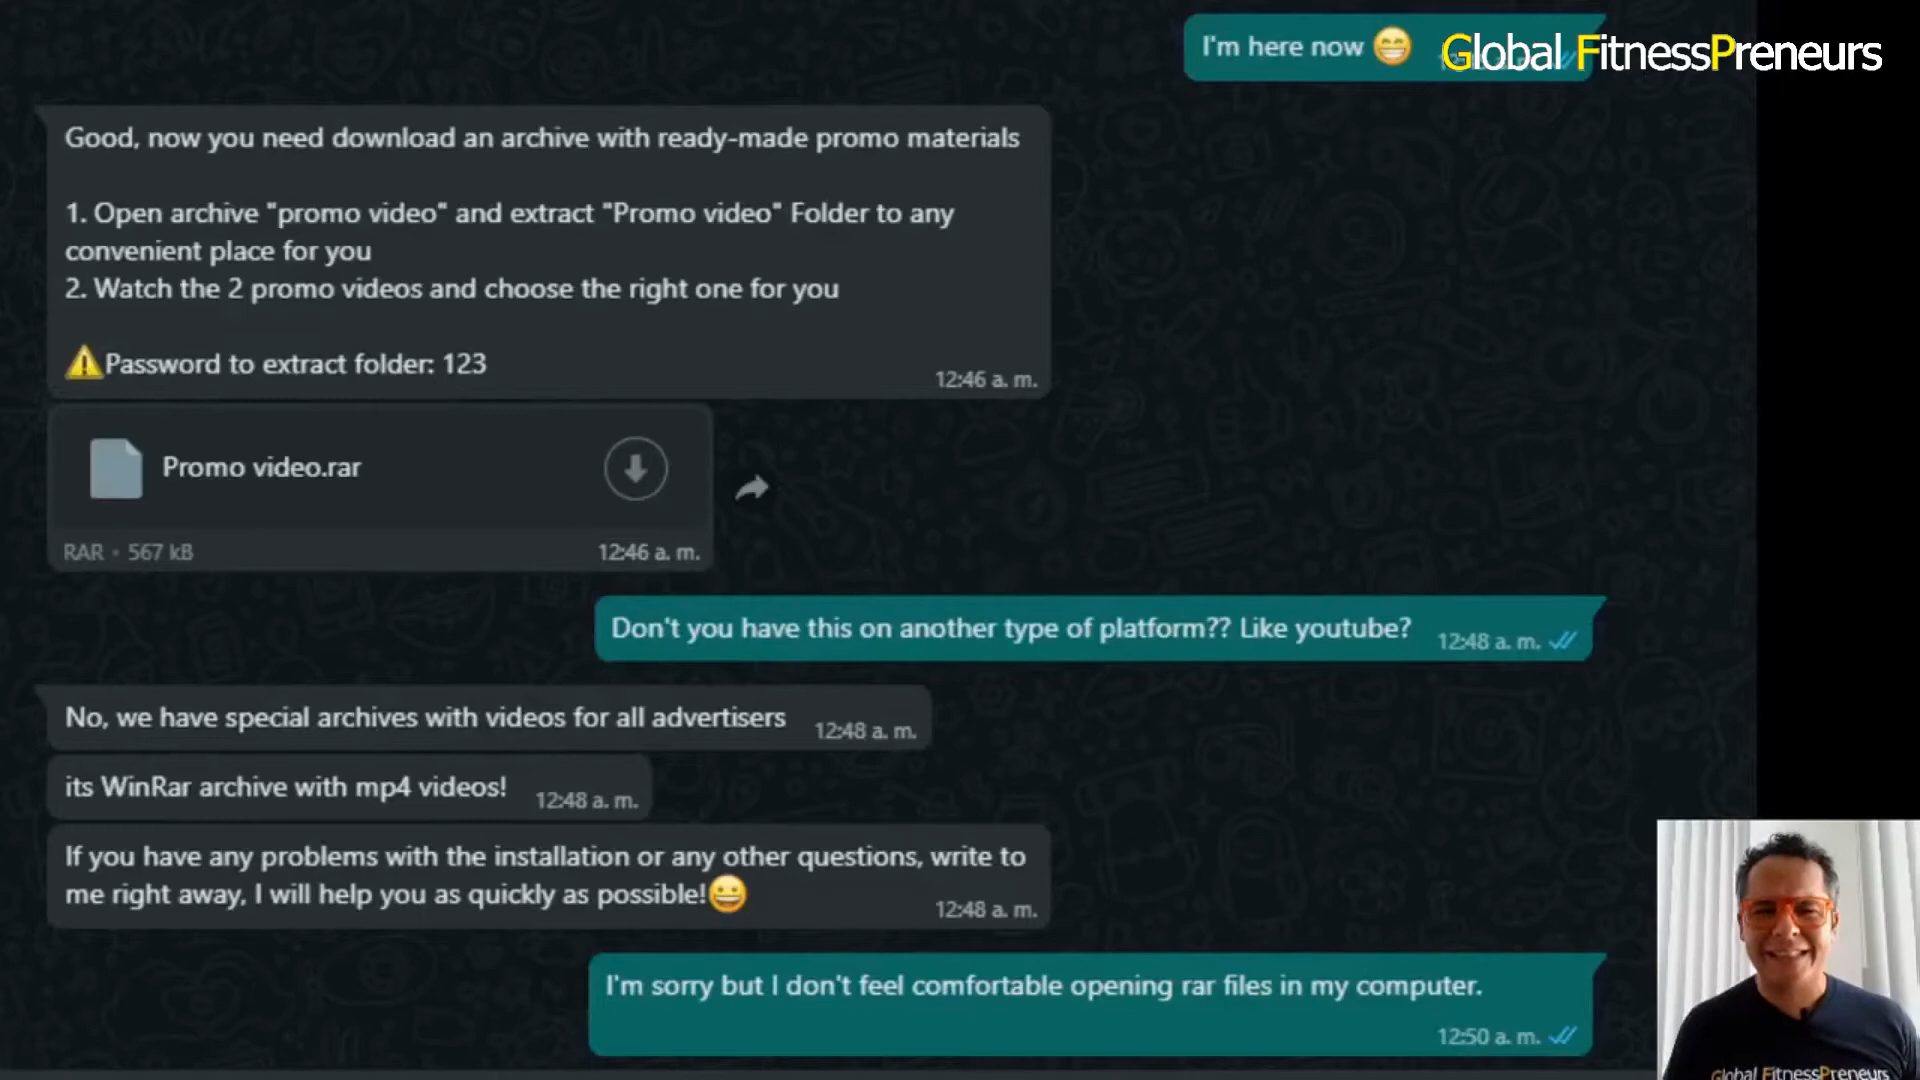 I'm here now 😁
Global FitnessPreneurs
Good, now you need download an archive with ready-made promo materials
1. Open archive "promo video" and extract "Promo video" Folder to any
convenient place for you
2. Watch the 2 promo videos and choose the right one for you
⚠️Password to extract folder: 123
12:46 a. m.
Promo video.rar
RAR • 567 kB
12:46 a. m.
Don't you have this on another type of platform?? Like youtube?
12:48 a. m.
No, we have special archives with videos for all advertisers
12:48 a. m.
its WinRar archive with mp4 videos!
12:48 a. m.
If you have any problems with the installation or any other questions, write to
me right away, I will help you as quickly as possible!😀
12:48 a. m.
I'm sorry but I don't feel comfortable opening rar files in my computer.
12:50 a. m.
Global FitnessPreneurs